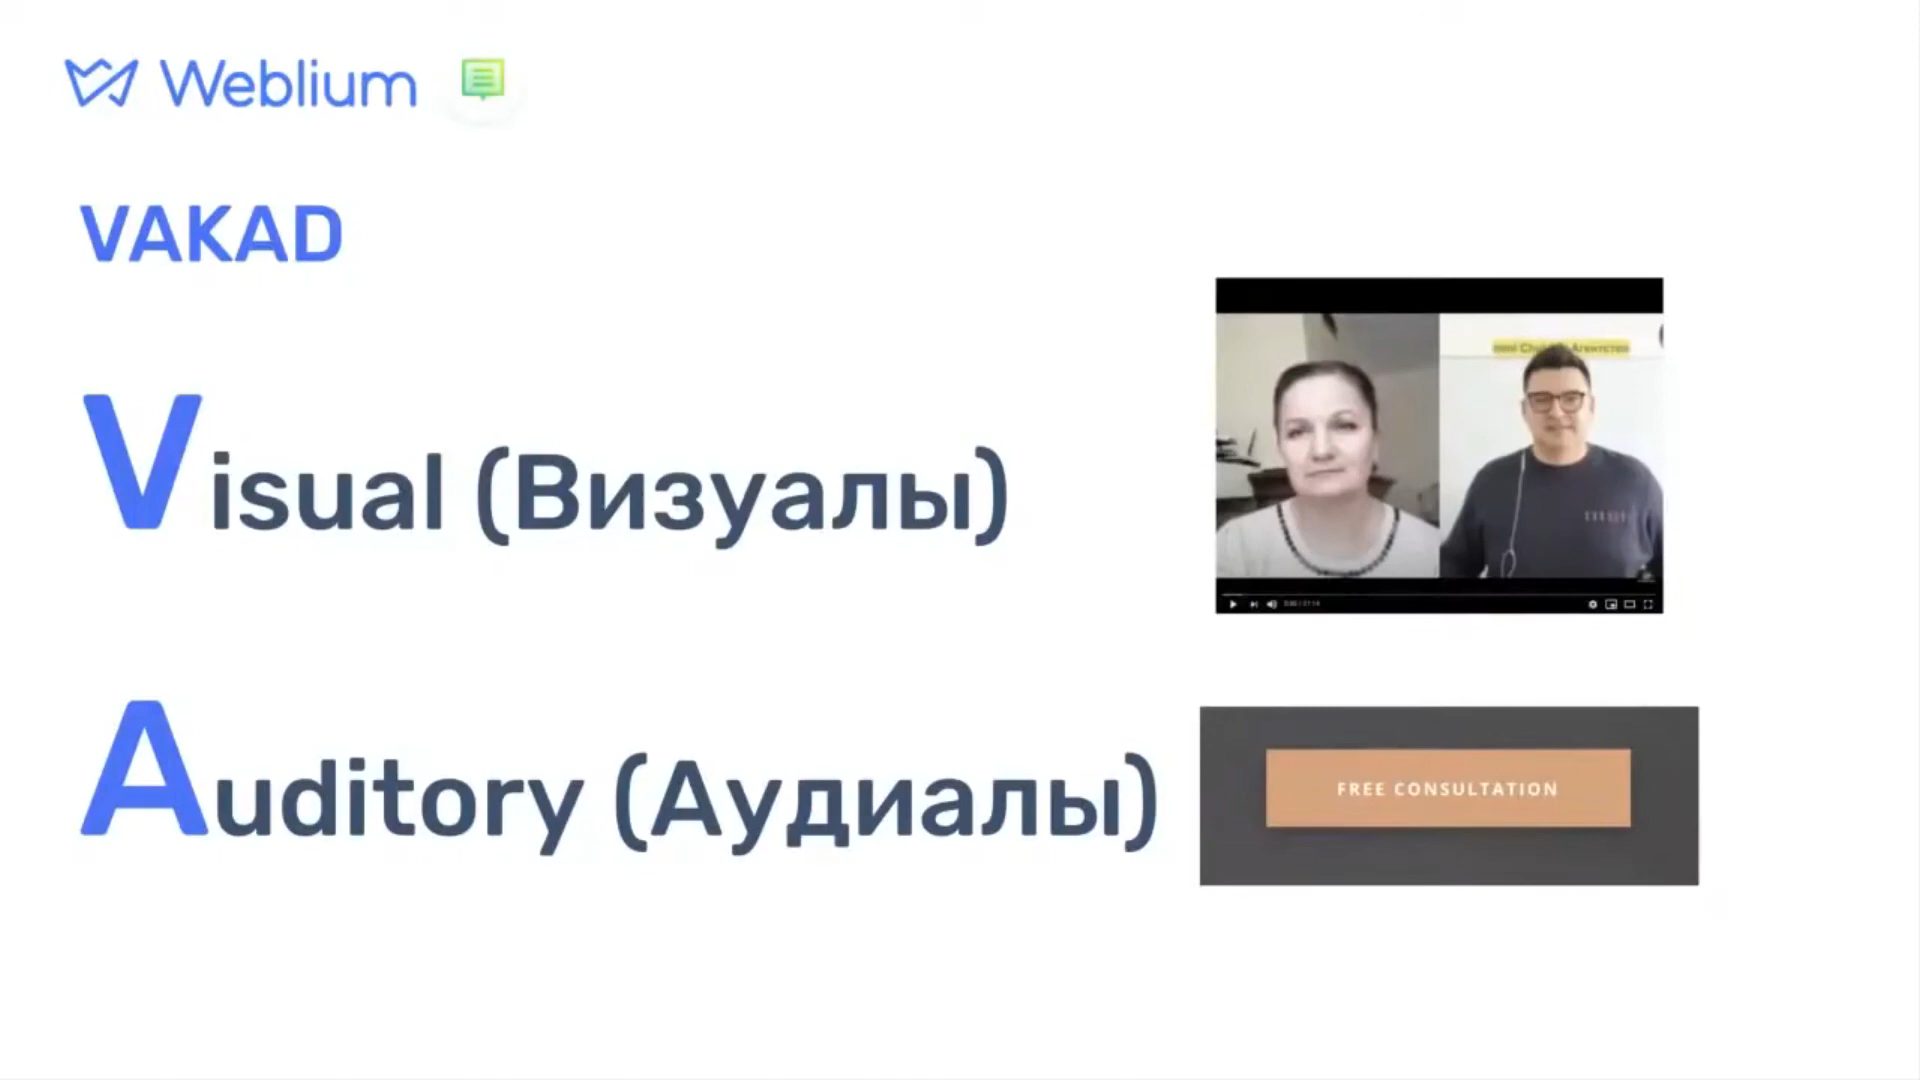 Weblium
VAKAD
Visual (Визуалы)
Auditory (Аудиалы)
FREE CONSULTATION